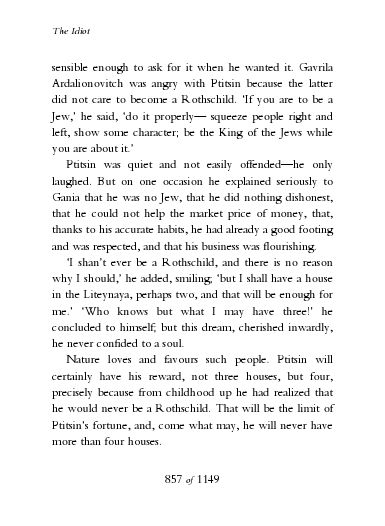 The Idiot
sensible enough to ask for it when he wanted it. Gavrila
Ardalionovitch was angry with Ptitsin because the latter
did not care to become a Rothschild. ‘If you are to be a
Jew,’ he said, ‘do it properly— squeeze people right and
left, show some character; be the King of the Jews while
you are about it.’
Ptitsin was quiet and not easily offended—he only
laughed. But on one occasion he explained seriously to
Gania that he was no Jew, that he did nothing dishonest,
that he could not help the market price of money, that,
thanks to his accurate habits, he had already a good footing
and was respected, and that his business was flourishing.
‘I shan’t ever be a Rothschild, and there is no reason
why I should,’ he added, smiling; ‘but I shall have a house
in the Liteynaya, perhaps two, and that will be enough for
me.’ ‘Who knows but what I may have three!’ he
concluded to himself; but this dream, cherished inwardly,
he never confided to a soul.
Nature loves and favours such people. Ptitsin will
certainly have his reward, not three houses, but four,
precisely because from childhood up he had realized that
he would never be a Rothschild. That will be the limit of
Ptitsin’s fortune, and, come what may, he will never have
more than four houses.
857 of 1149